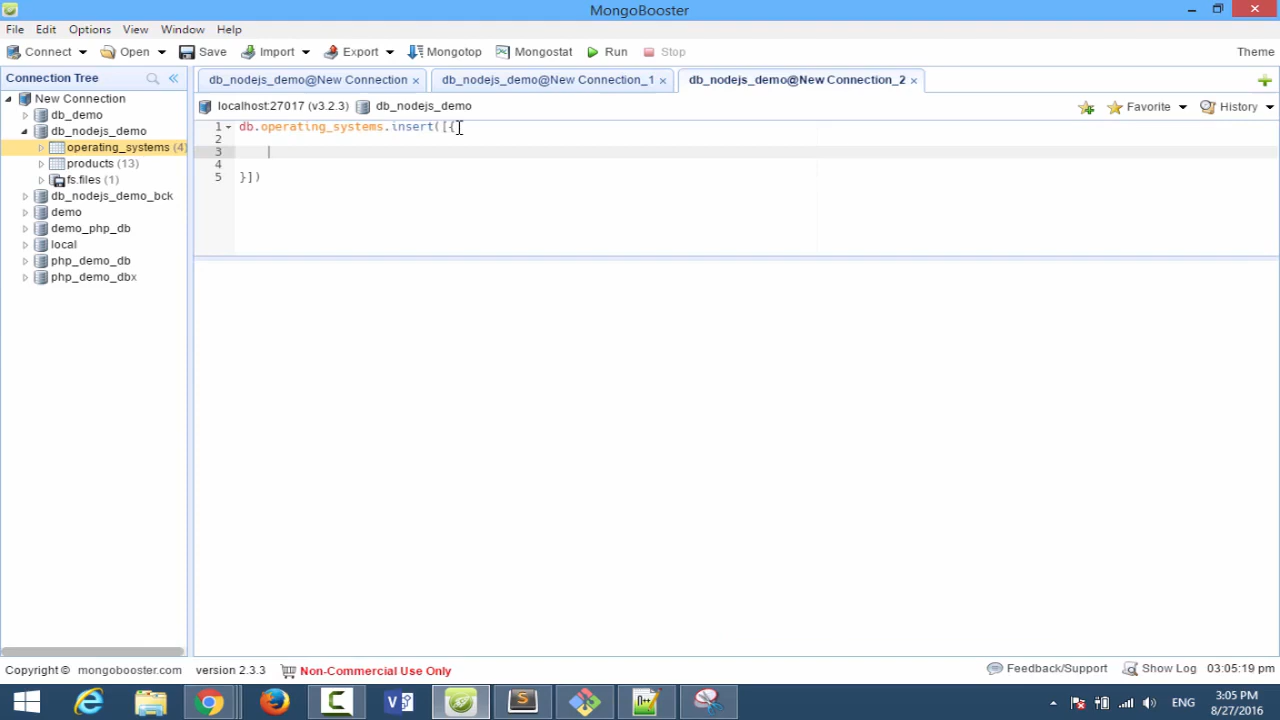 MongoBooster
File Edit Options View Window Help
Connect Open Save Import Export Mongotop Mongostat Run Stop Theme
Connection Tree
db_nodejs_demo@New Connection × db_nodejs_demo@New Connection_1 × db_nodejs_demo@New Connection_2 ×
New Connection
db_demo
db_nodejs_demo
operating_systems (4)
products (13)
fs.files (1)
db_nodejs_demo_bck
demo
demo_php_db
local
php_demo_db
php_demo_dbx
localhost:27017 (v3.2.3) db_nodejs_demo Favorite History
1 db.operating_systems.insert([{
2
3
4
5 }])
Copyright © mongobooster.com version 2.3.3 Non-Commercial Use Only Feedback/Support Show Log 03:05:19 pm
ENG 3:05 PM
8/27/2016